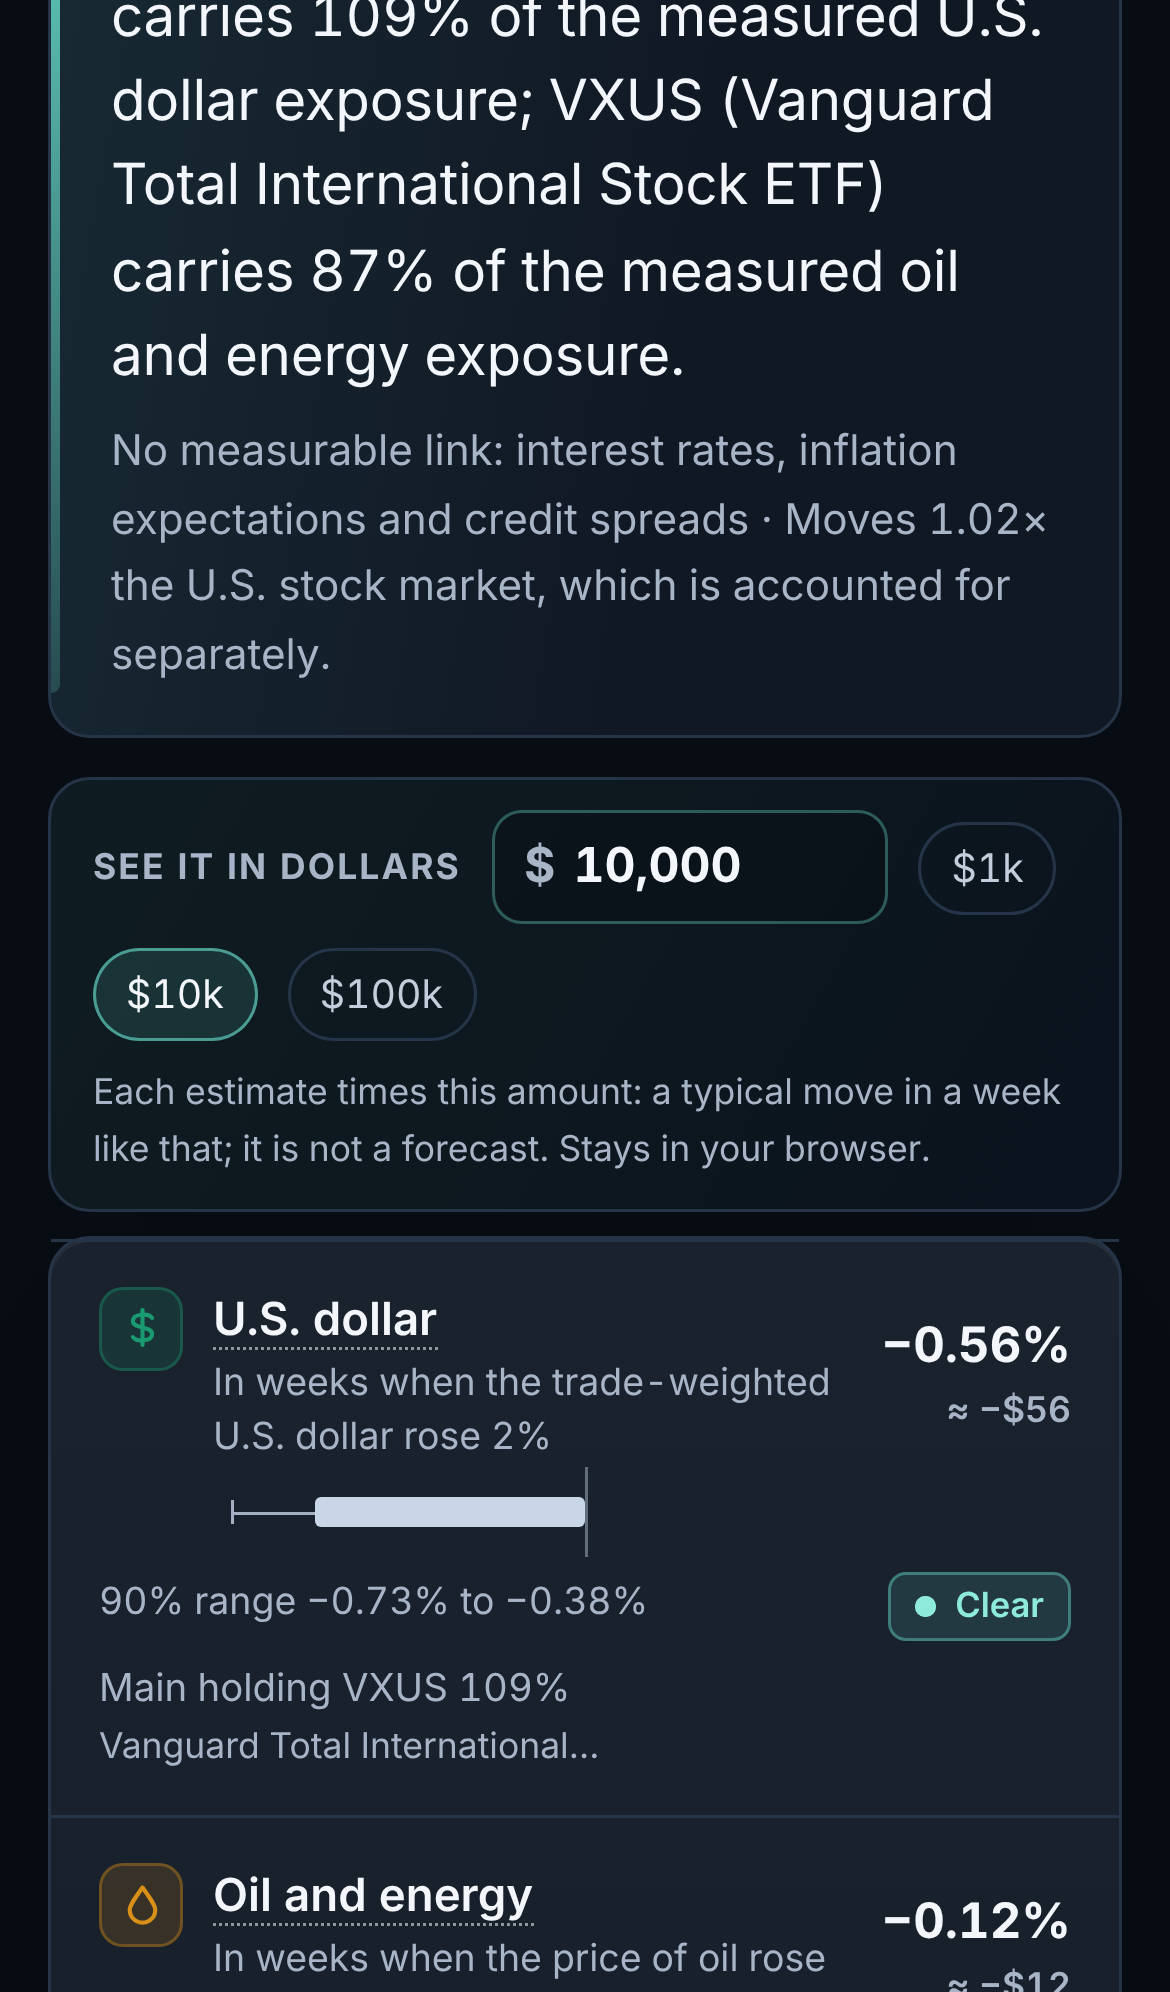 carries 109% of the measured U.S.
dollar exposure; VXUS (Vanguard
Total International Stock ETF)
carries 87% of the measured oil
and energy exposure.
No measurable link: interest rates, inflation
expectations and credit spreads · Moves 1.02×
the U.S. stock market, which is accounted for
separately.
SEE IT IN DOLLARS
$ 10,000
$1k
$10k
$100k
Each estimate times this amount: a typical move in a week
like that; it is not a forecast. Stays in your browser.
$
U.S. dollar
−0.56%
In weeks when the trade-weighted
≈ −$56
U.S. dollar rose 2%
90% range −0.73% to −0.38%
Clear
Main holding VXUS 109%
Vanguard Total International...
Oil and energy
−0.12%
In weeks when the price of oil rose
≈ −$12